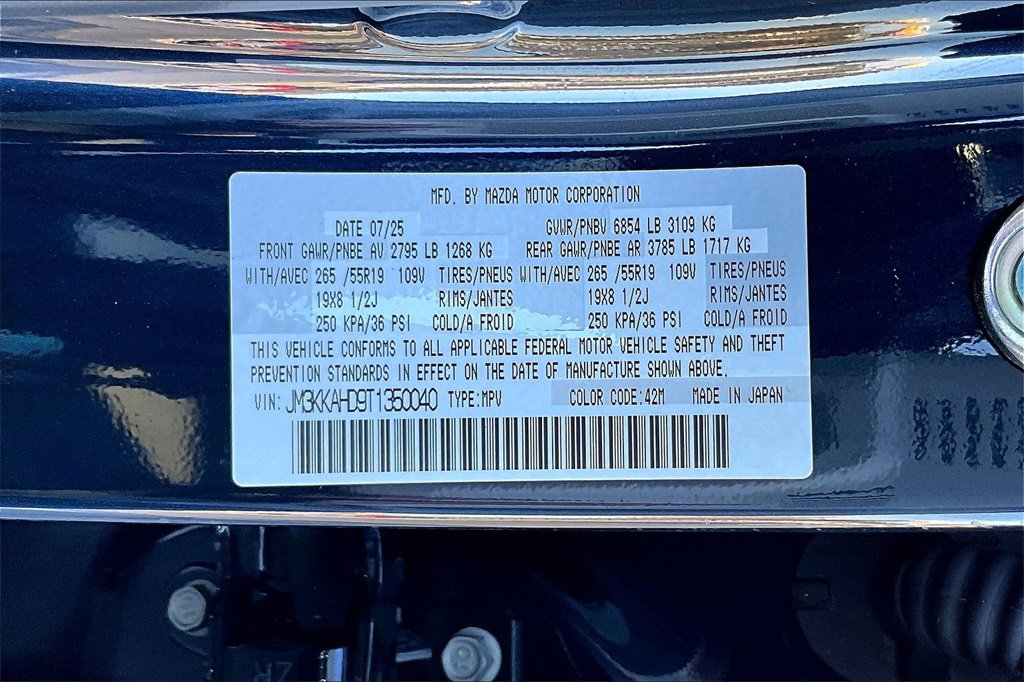 MFD. BY MAZDA MOTOR CORPORATION
DATE 07/25 GVWR/PNBV 6854 LB 3109 KG
FRONT GAWR/PNBE AV 2795 LB 1268 KG REAR GAWR/PNBE AR 3785 LB 1717 KG
WITH/AVEC 265 /55R19 109V TIRES/PNEUS WITH/AVEC 265 /55R19 109V TIRES/PNEUS
19X8 1/2J RIMS/JANTES 19X8 1/2J RIMS/JANTES
250 KPA/36 PSI COLD/A FROID 250 KPA/36 PSI COLD/A FROID
THIS VEHICLE CONFORMS TO ALL APPLICABLE FEDERAL MOTOR VEHICLE SAFETY AND THEFT
PREVENTION STANDARDS IN EFFECT ON THE DATE OF MANUFACTURE SHOWN ABOVE.
VIN: JM3KKAHD9T1350040 TYPE:MPV COLOR CODE:42M MADE IN JAPAN